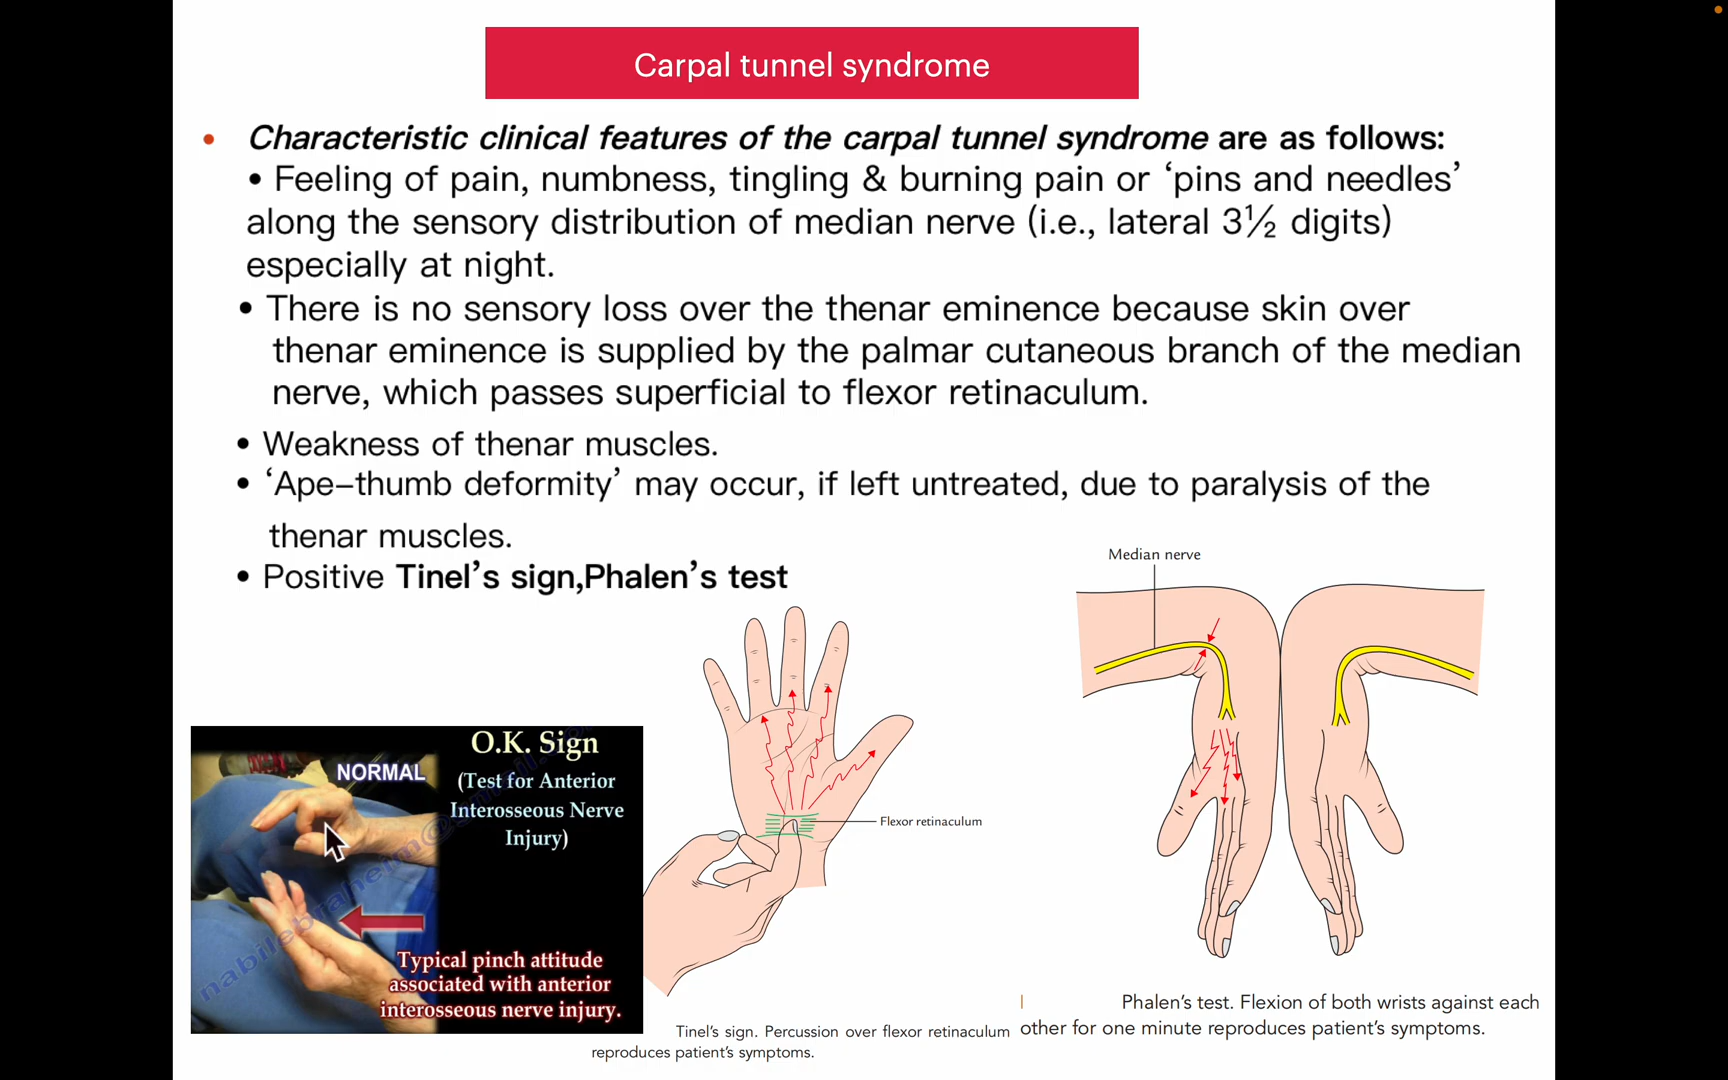 Carpal tunnel syndrome
• Characteristic clinical features of the carpal tunnel syndrome are as follows:
• Feeling of pain, numbness, tingling & burning pain or ‘pins and needles’
along the sensory distribution of median nerve (i.e., lateral 3½ digits)
especially at night.
• There is no sensory loss over the thenar eminence because skin over
thenar eminence is supplied by the palmar cutaneous branch of the median
nerve, which passes superficial to flexor retinaculum.
• Weakness of thenar muscles.
• ‘Ape–thumb deformity’ may occur, if left untreated, due to paralysis of the
thenar muscles.
• Positive Tinel’s sign,Phalen’s test
Median nerve
O.K. Sign
NORMAL
(Test for Anterior
Interosseous Nerve
Injury)
Flexor retinaculum
Typical pinch attitude
associated with anterior
interosseous nerve injury.
Tinel’s sign. Percussion over flexor retinaculum
reproduces patient’s symptoms.
Phalen’s test. Flexion of both wrists against each
other for one minute reproduces patient’s symptoms.